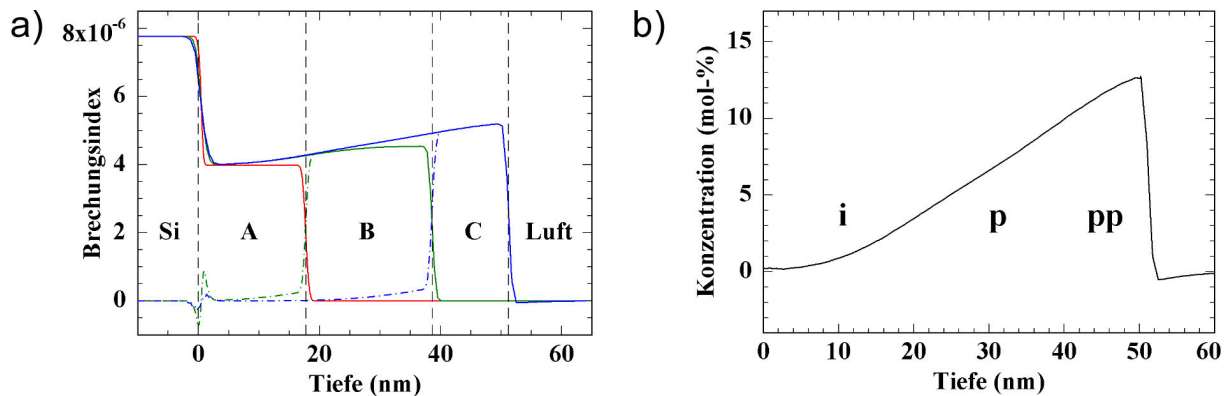 a)
8x10⁻⁶
6
4
2
0
Brechungsindex
Si
A
B
C
Luft
0
20
40
60
Tiefe (nm)
b)
15
10
5
0
Konzentration (mol-%)
i
p
pp
0
10
20
30
40
50
60
Tiefe (nm)